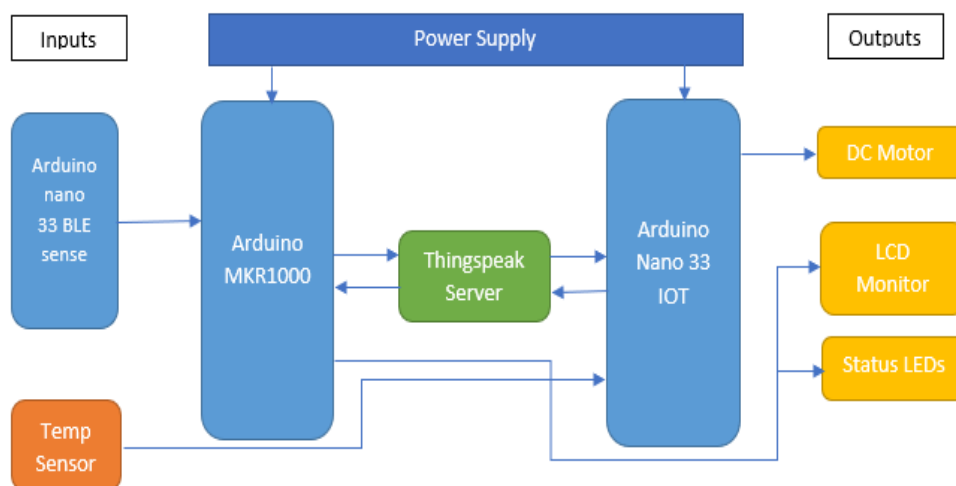 Inputs
Power Supply
Outputs
Arduino
nano
33 BLE
sense
Arduino
MKR1000
Thingspeak
Server
Arduino
Nano 33
IOT
DC Motor
LCD
Monitor
Status LEDs
Temp
Sensor